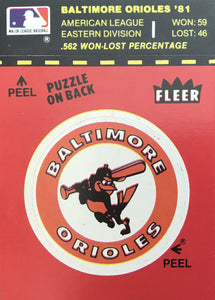 BALTIMORE ORIOLES '81
AMERICAN LEAGUE WON: 59
EASTERN DIVISION LOST: 46
.562 WON-LOST PERCENTAGE
MAJOR LEAGUE BASEBALL
PEEL
PUZZLE
ON BACK
FLEER
BALTIMORE
ORIOLES
PEEL